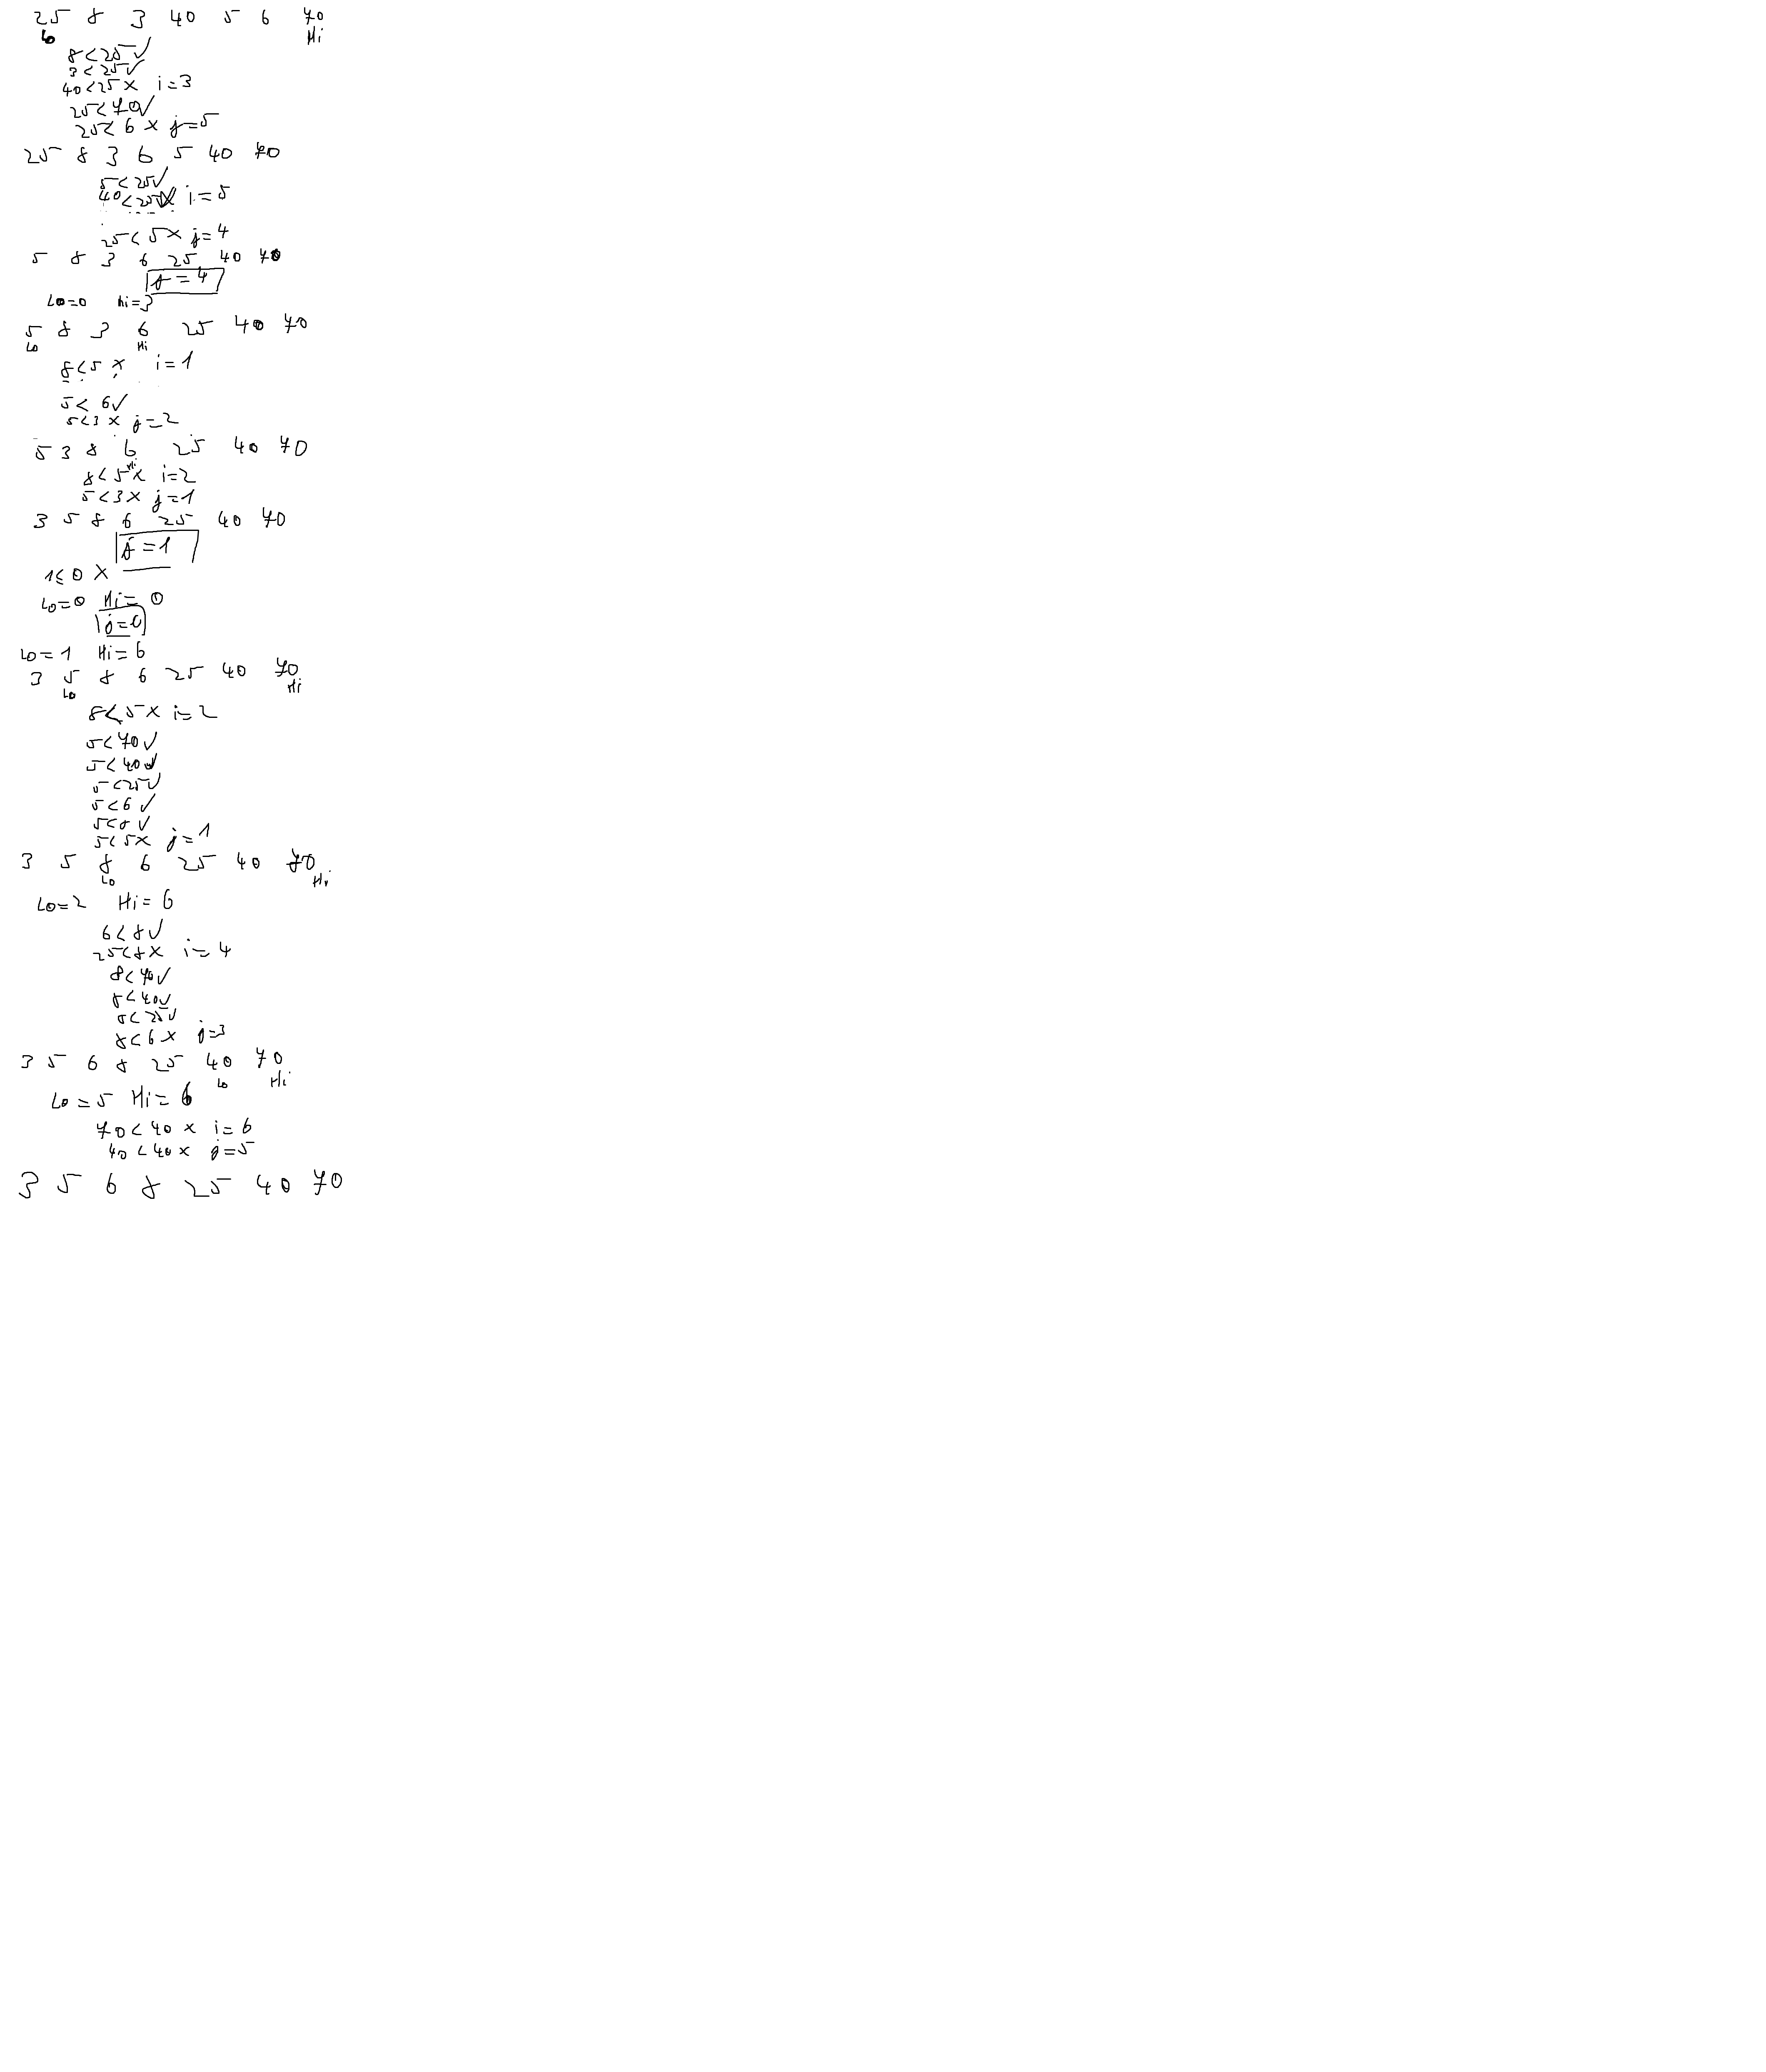 25 8 3 40 5 6 70
Lo Hi
8<25✓
3<25✓
40<25× i=3
25<70✓
25<6 × j=5
25 8 3 6 5 40 70
5<25✓
40<25× i=5
25<5× j=4
5 8 3 6 25 40 70
j=4
Lo=0 hi=3
5 8 3 6 25 40 70
Lo Hi
8<5 × i=1
5<6✓
5<3 × j=2
5 3 8 6 25 40 70
Hi
8<5× i=2
5<3× j=1
3 5 8 6 25 40 70
j=1
1≤0 ×
Lo=0 Hi=0
j=0
Lo=1 Hi=6
3 5 8 6 25 40 70
Lo Hi
8<5× i=2
5<70✓
5<40✓
5<25✓
5<6✓
5<8✓
5<5× j=1
3 5 8 6 25 40 70
Lo Hi
Lo=2 Hi=6
6<8✓
25<8× i=4
8<70✓
8<40✓
8<25✓
8<6× j=3
3 5 6 8 25 40 70
Lo Hi
Lo=5 Hi=6
70<40 × i=6
40<40 × j=5
3 5 6 8 25 40 70